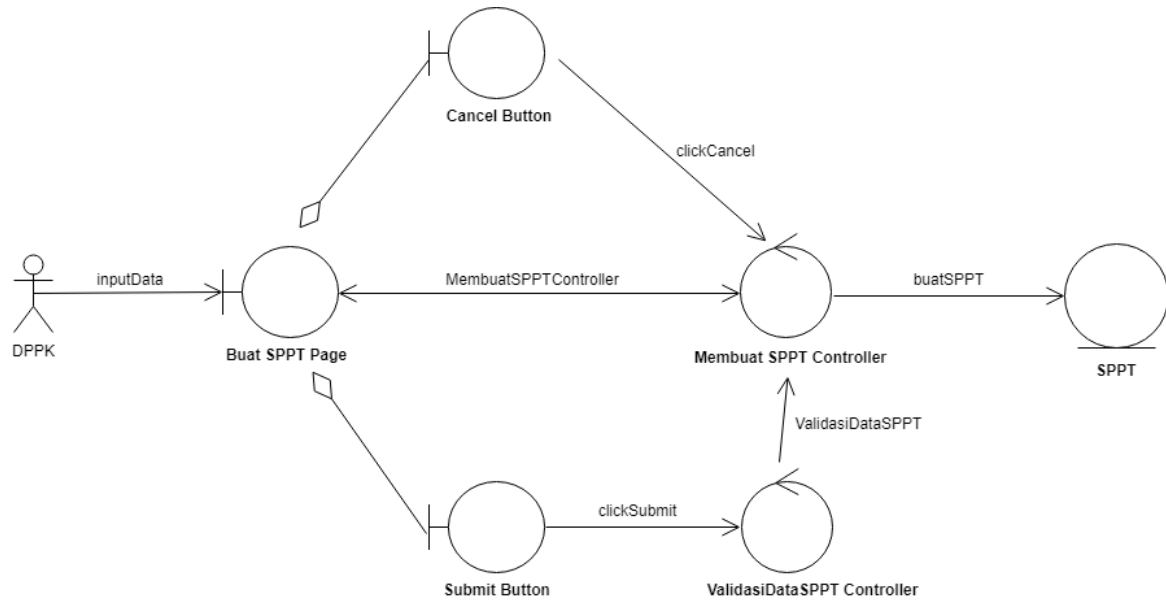 Cancel Button
clickCancel
inputData
MembuatSPPTController
buatSPPT
DPPK
Buat SPPT Page
Membuat SPPT Controller
SPPT
ValidasiDataSPPT
clickSubmit
Submit Button
ValidasiDataSPPT Controller